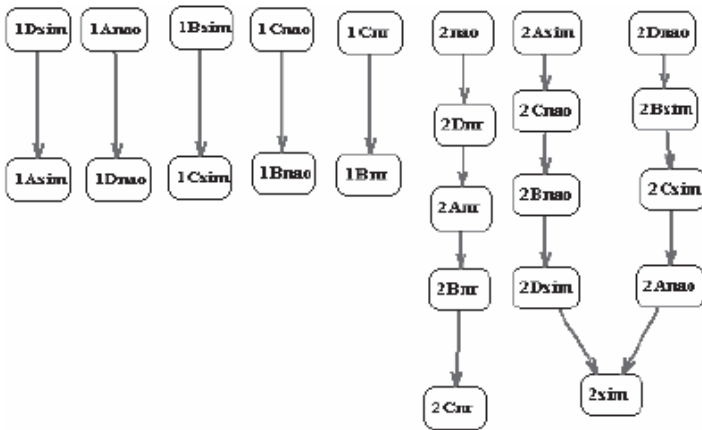 1Dsim 1Anao 1Bsim 1Cnao 1Cnr 2nao 2Asim 2Dnao
2Dnr 2Cnao 2Bsim
1Asim 1Dnao 1Csim 1Bnao 1Bnr
2Anr 2Bnao 2Csim
2Bnr 2Dsim 2Anao
2Cnr 2sim